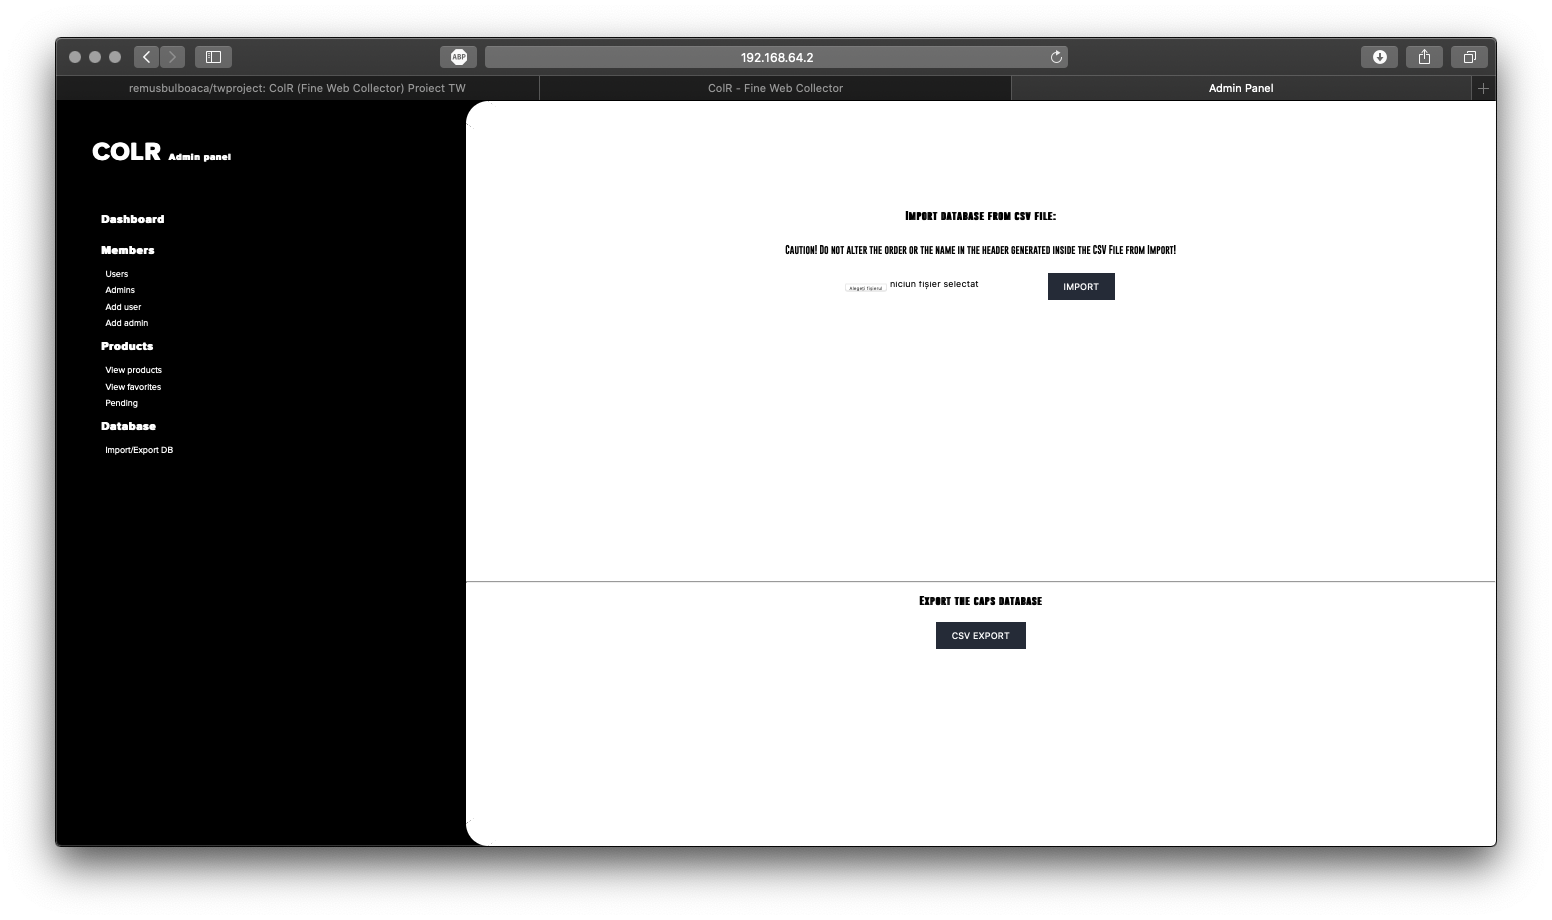 ABP
192.168.64.2
remusbulboaca/twproject: ColR (Fine Web Collector) Proiect TW
ColR - Fine Web Collector
Admin Panel
COLR Admin panel
Dashboard
Members
Users
Admins
Add user
Add admin
Products
View products
View favorites
Pending
Database
Import/Export DB
Import database from csv file:
Caution! Do not alter the order or the name in the header generated inside the CSV File from Import!
Alegeți fișierul niciun fișier selectat
IMPORT
Export the caps database
CSV EXPORT